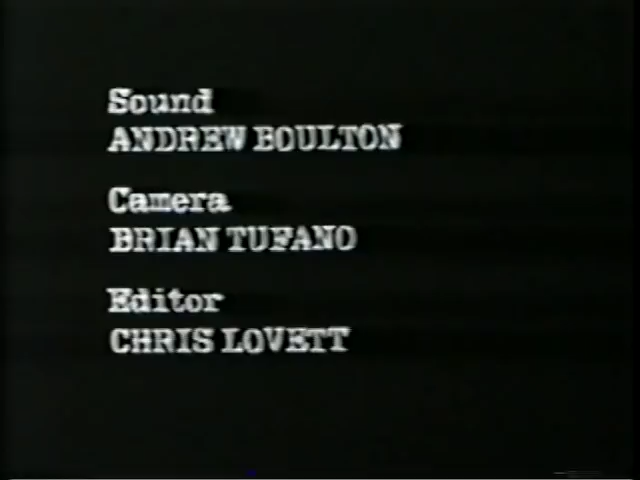 Sound
ANDREW BOULTON
Camera
BRIAN TUFANO
Editor
CHRIS LOVETT